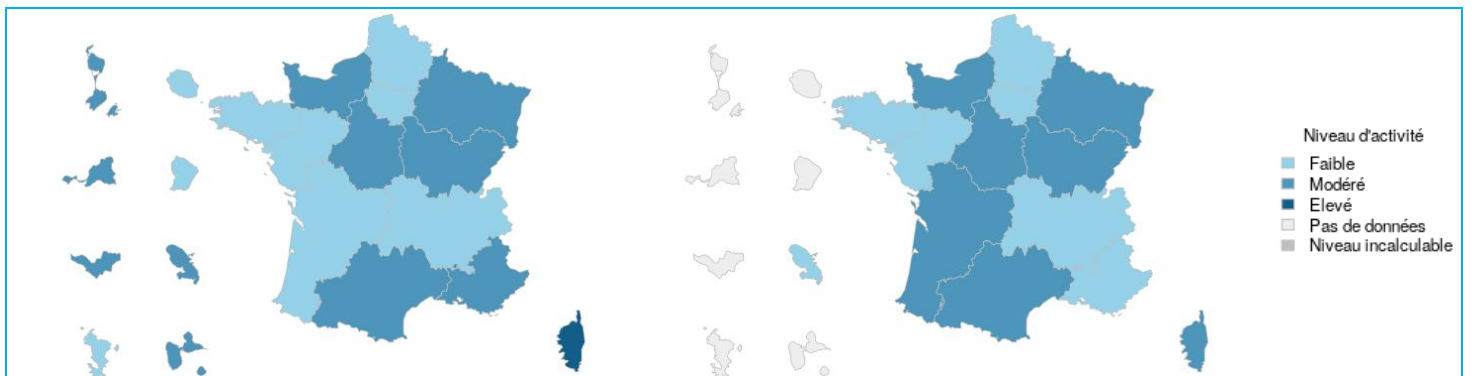 Niveau d'activité
Faible
Modéré
Elevé
Pas de données
Niveau incalculable